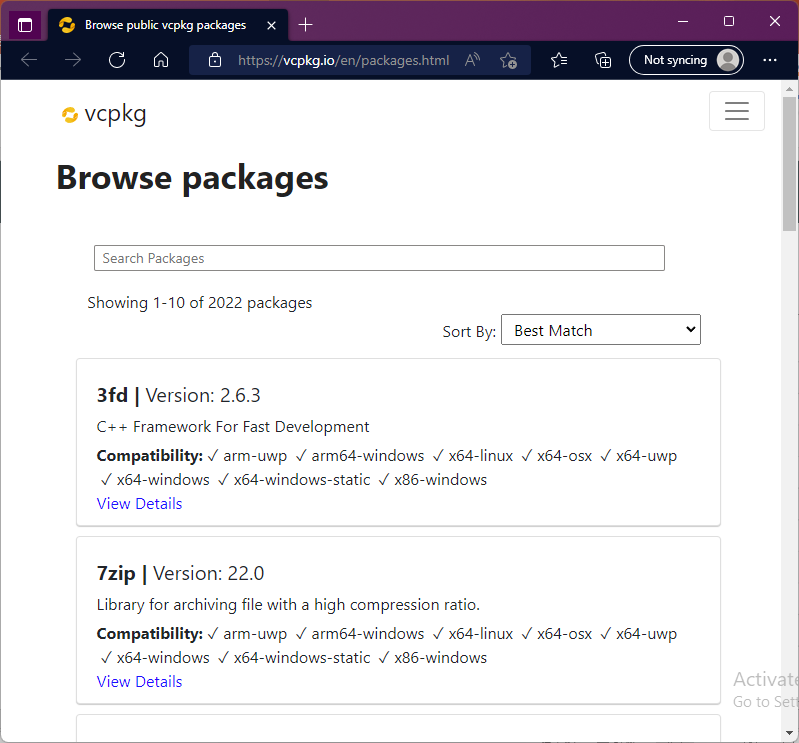 Browse public vcpkg packages
https://vcpkg.io/en/packages.html
Not syncing
vcpkg
Browse packages
Search Packages
Showing 1-10 of 2022 packages
Sort By: Best Match
3fd | Version: 2.6.3
C++ Framework For Fast Development
Compatibility: ✓ arm-uwp ✓ arm64-windows ✓ x64-linux ✓ x64-osx ✓ x64-uwp
✓ x64-windows ✓ x64-windows-static ✓ x86-windows
View Details
7zip | Version: 22.0
Library for archiving file with a high compression ratio.
Compatibility: ✓ arm-uwp ✓ arm64-windows ✓ x64-linux ✓ x64-osx ✓ x64-uwp
✓ x64-windows ✓ x64-windows-static ✓ x86-windows
View Details
Activate
Go to Sett